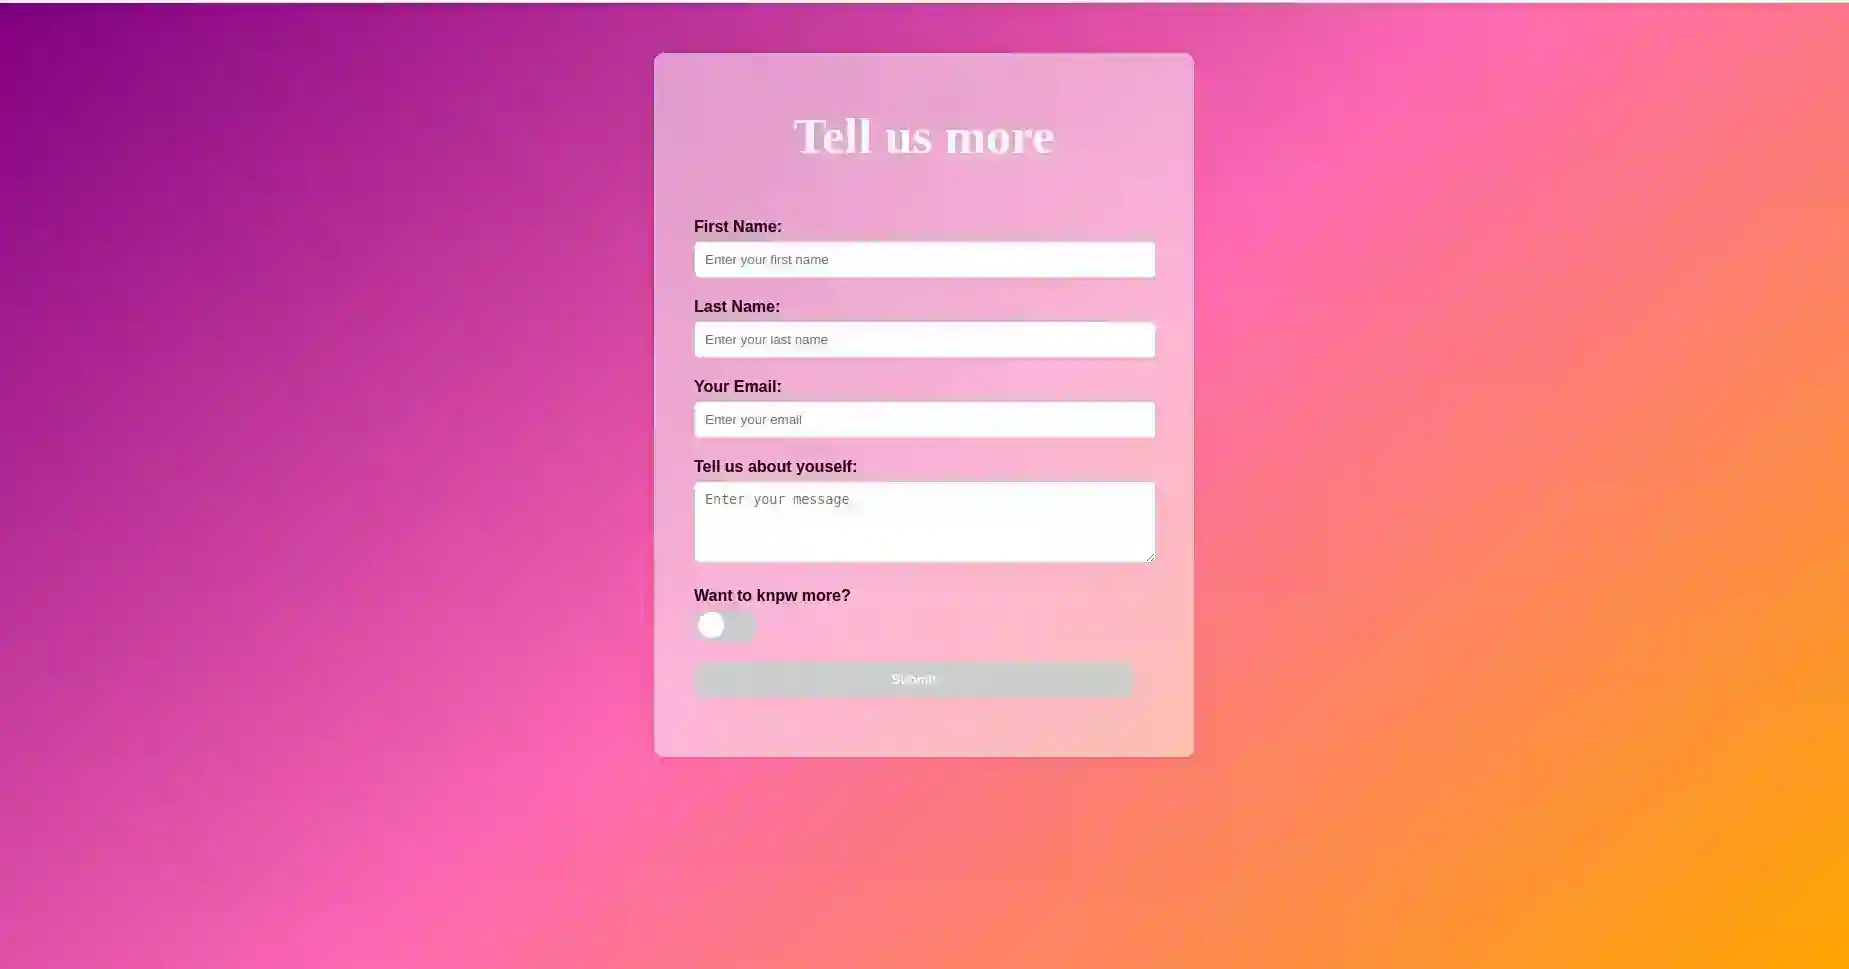 Tell us more
First Name:
Enter your first name
Last Name:
Enter your last name
Your Email:
Enter your email
Tell us about youself:
Enter your message
Want to knpw more?
Submit